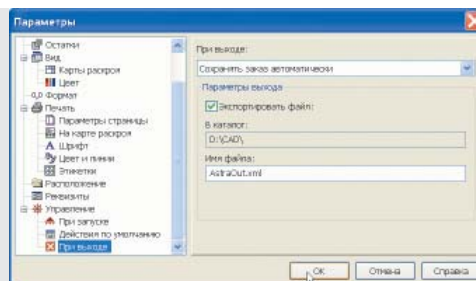 Параметры
Остатки
Вид
Карты раскроя
Цвет
0,0 Формат
Печать
Параметры страницы
На карте раскроя
A Шрифт
Цвет и линии
Этикетки
Расположение
Реквизиты
Управление
При запуске
Действия по умолчанию
При выходе
При выходе:
Сохранять заказ автоматически
Параметры выхода
Экспортировать файл:
В каталог:
D:\CAD\
Имя файла:
AstraOut.xml
OK
Отмена
Справка